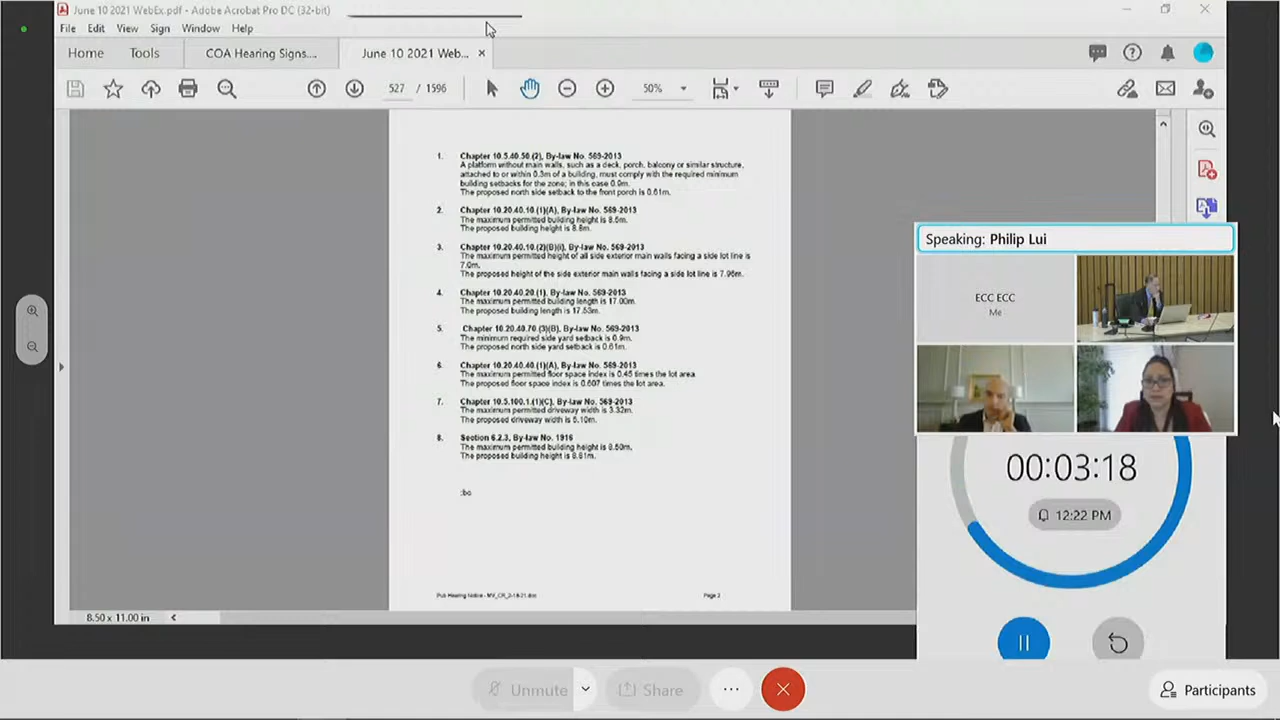 June 10 2021 WebEx.pdf - Adobe Acrobat Pro DC (32-bit)
File Edit View Sign Window Help
Home Tools COA Hearing Signs.... June 10 2021 Web... ×
527 / 1596 50%
1. Chapter 10.5.40.50.(2), By-law No. 569-2013
A platform without main walls, such as a deck, porch, balcony or similar structure,
attached to or within 0.3m of a building, must comply with the required minimum
building setbacks for the zone; in this case 0.9m.
The proposed north side setback to the front porch is 0.61m.
2. Chapter 10.20.40.10.(1)(A), By-law No. 569-2013
The maximum permitted building height is 8.5m.
The proposed building height is 8.8m.
3. Chapter 10.20.40.10.(2)(B)(i), By-law No. 569-2013
The maximum permitted height of all side exterior main walls facing a side lot line is
7.0m.
The proposed height of the side exterior main walls facing a side lot line is 7.96m.
4. Chapter 10.20.40.20.(1), By-law No. 569-2013
The maximum permitted building length is 17.00m.
The proposed building length is 17.53m.
5. Chapter 10.20.40.70.(3)(B), By-law No. 569-2013
The minimum required side yard setback is 0.9m.
The proposed north side yard setback is 0.61m.
6. Chapter 10.20.40.40.(1)(A), By-law No. 569-2013
The maximum permitted floor space index is 0.45 times the lot area.
The proposed floor space index is 0.607 times the lot area.
7. Chapter 10.5.100.1.(1)(C), By-law No. 569-2013
The maximum permitted driveway width is 3.32m.
The proposed driveway width is 5.10m.
8. Section 6.2.3, By-law No. 1916
The maximum permitted building height is 8.50m.
The proposed building height is 8.81m.
Pub Hearing Notice - MV_CR_2-18-21.doc Page 2
8.50 x 11.00 in
Speaking: Philip Lui
ECC ECC
Me
00:03:18
12:22 PM
Unmute Share Participants